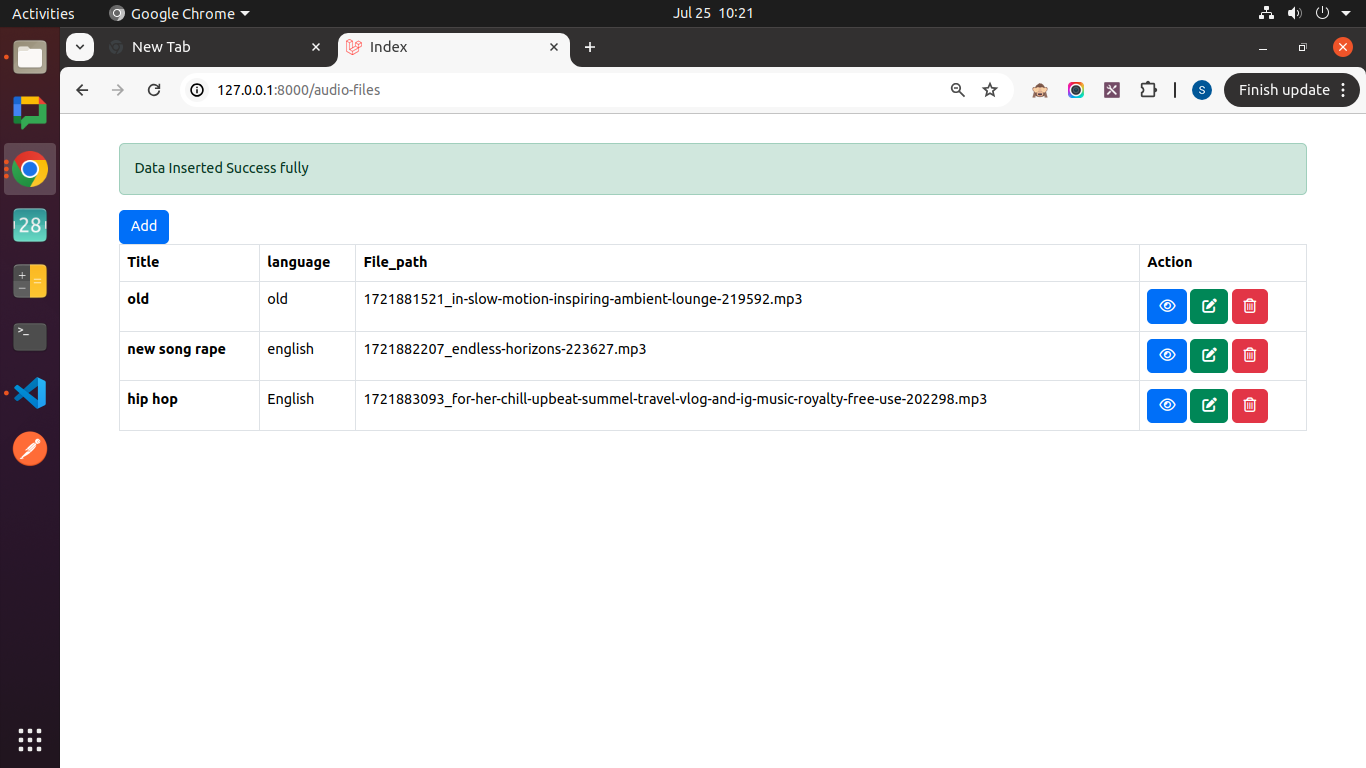 Activities Google Chrome Jul 25 10:21
New Tab Index
127.0.0.1:8000/audio-files S Finish update
28
Data Inserted Success fully
Add
Title language File_path Action
old old 1721881521_in-slow-motion-inspiring-ambient-lounge-219592.mp3
new song rape english 1721882207_endless-horizons-223627.mp3
hip hop English 1721883093_for-her-chill-upbeat-summel-travel-vlog-and-ig-music-royalty-free-use-202298.mp3